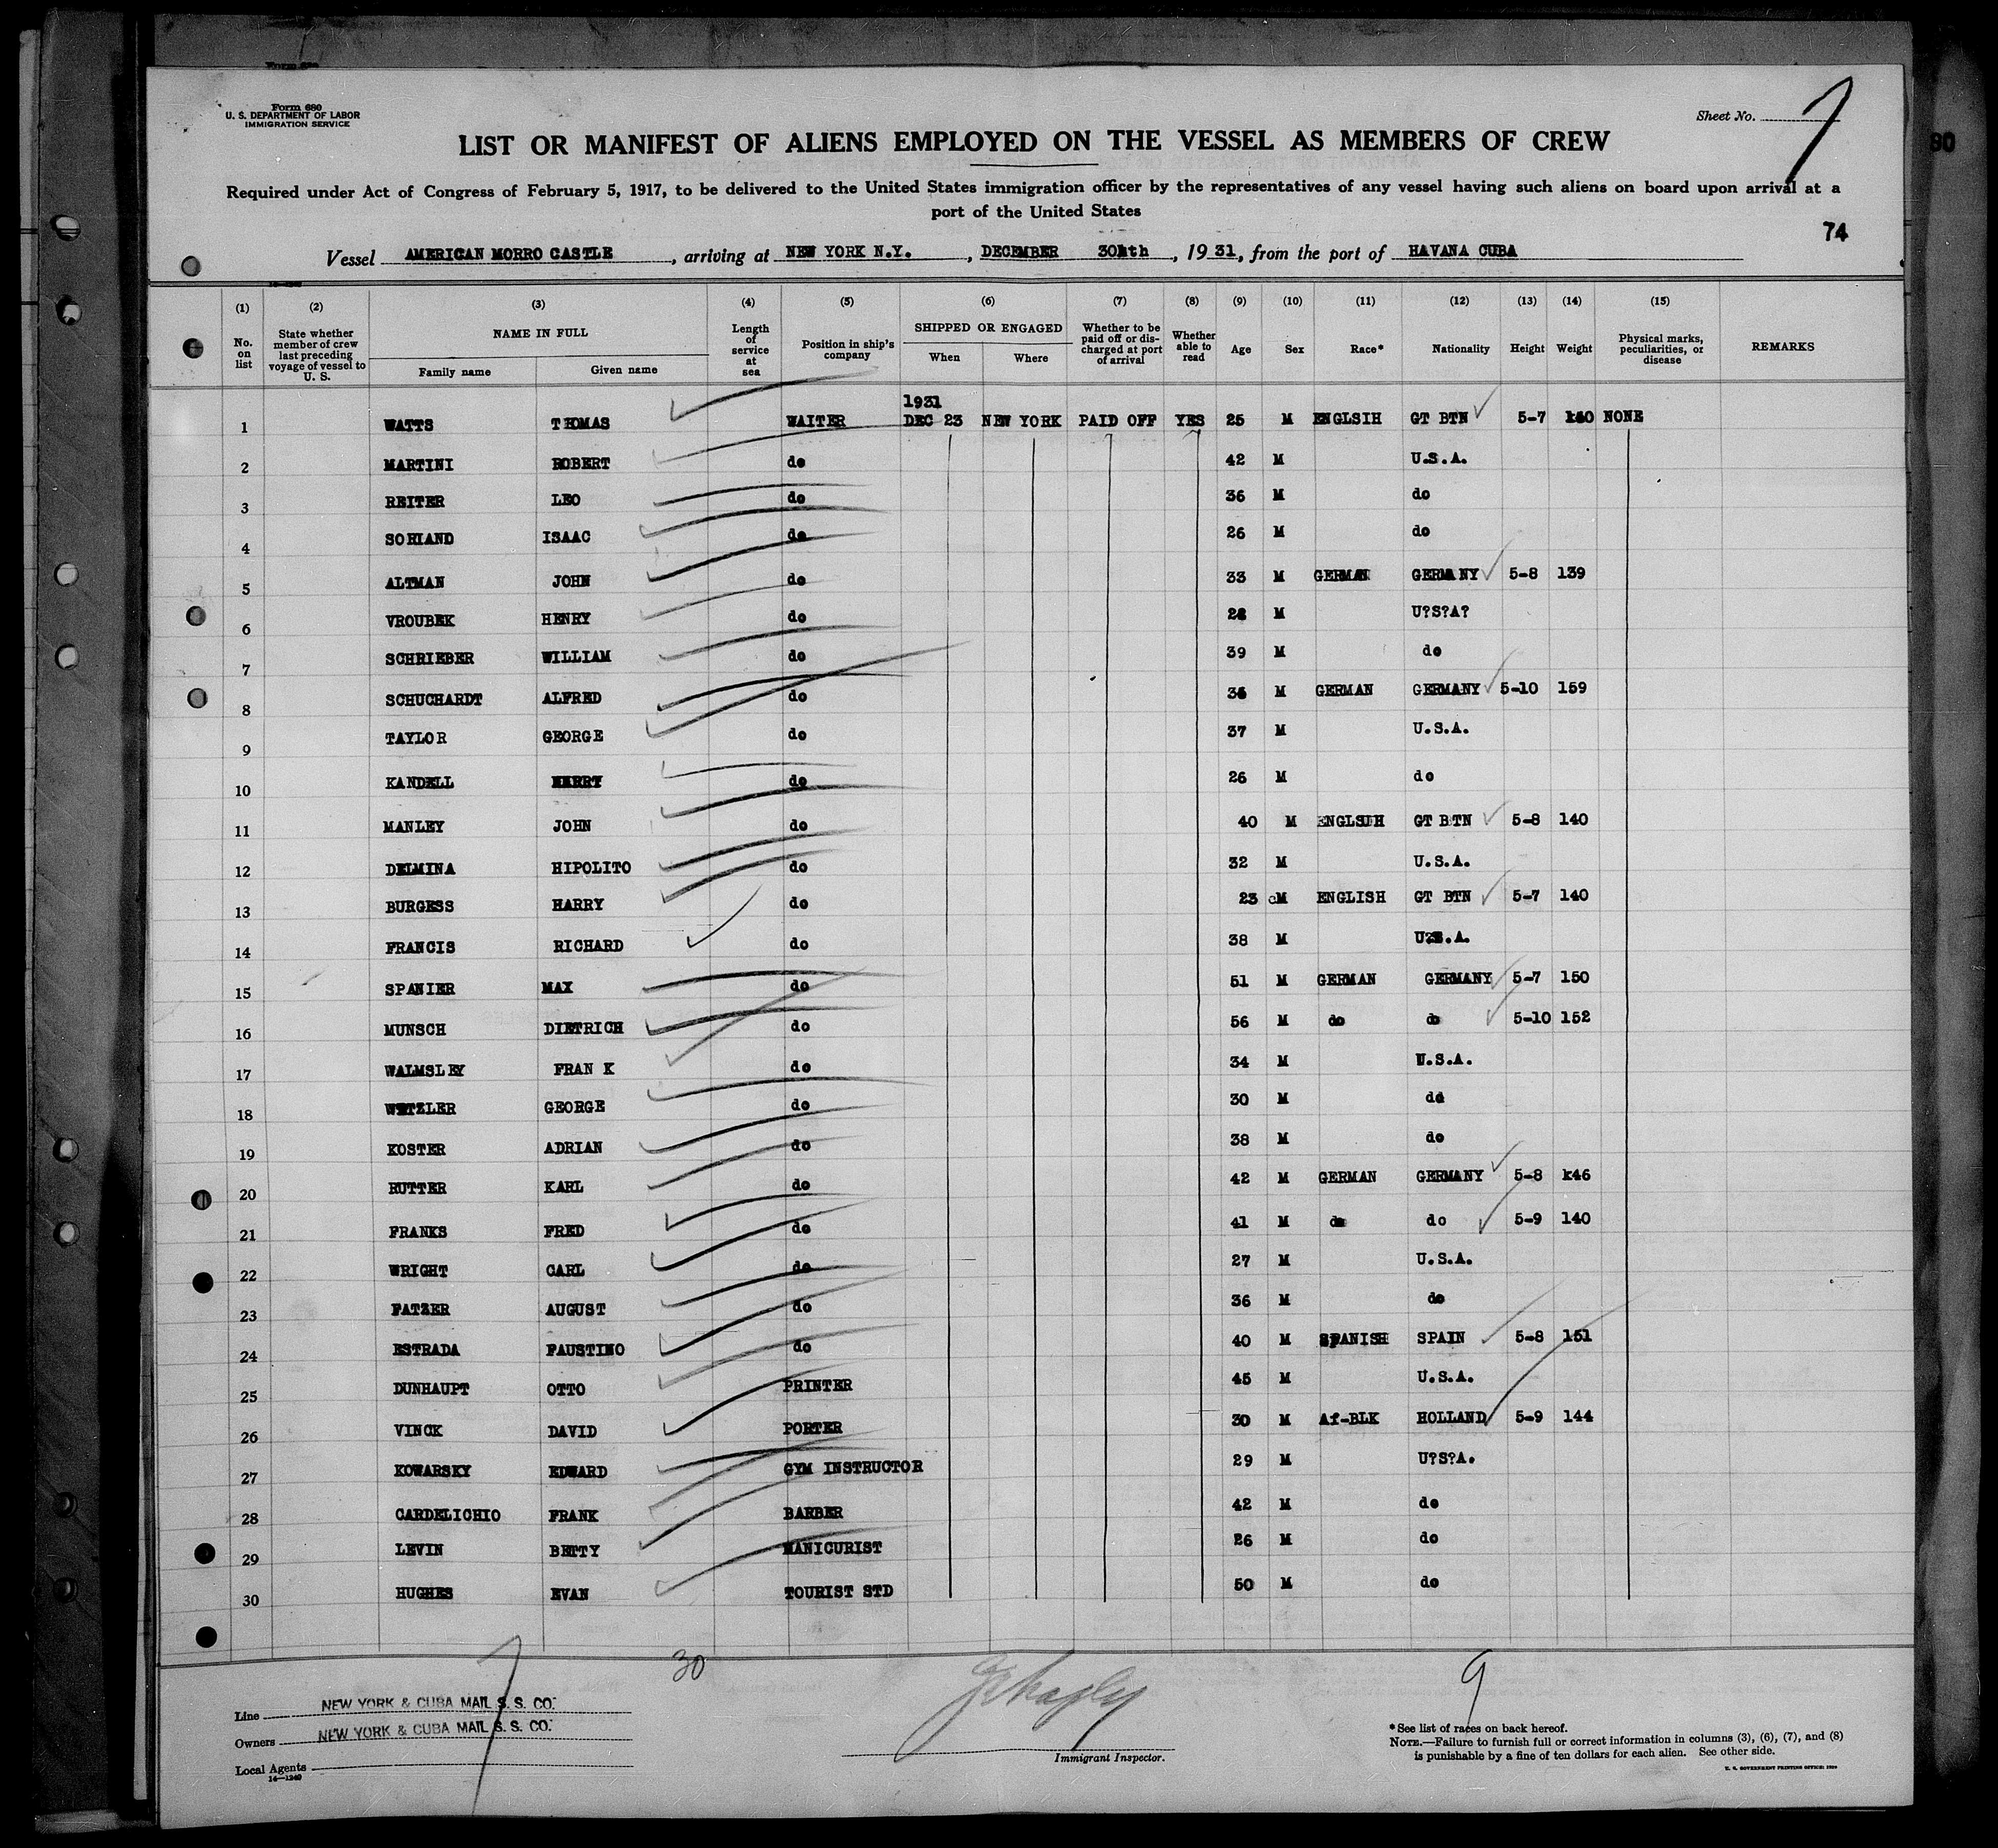 Form 680
U. S. DEPARTMENT OF LABOR
IMMIGRATION SERVICE
Sheet No. 7
LIST OR MANIFEST OF ALIENS EMPLOYED ON THE VESSEL AS MEMBERS OF CREW
80
Required under Act of Congress of February 5, 1917, to be delivered to the United States immigration officer by the representatives of any vessel having such aliens on board upon arrival at a
port of the United States
74
Vessel AMERICAN MORRO CASTLE, arriving at NEW YORK N.Y., DECEMBER 30th, 1931, from the port of HAVANA CUBA
(1) (2) (3) (4) (5) (6) (7) (8) (9) (10) (11) (12) (13) (14) (15)
No. on list State whether member of crew last preceding voyage of vessel to U. S. NAME IN FULL Family name Given name Length of service at sea Position in ship's company SHIPPED OR ENGAGED When Where Whether to be paid off or discharged at port of arrival Whether able to read Age Sex Race* Nationality Height Weight Physical marks, peculiarities, or disease REMARKS
1931
1 WATTS THOMAS WAITER DEC 23 NEW YORK PAID OFF YES 25 M ENGLSIH GT BTN 5-7 NONE
2 MARTINI ROBERT do 42 M U.S.A.
3 REITER LEO do 36 M do
4 ISAAC do 26 M do
5 ALTMAN JOHN do 33 M GERMAN GERMANY 5-8 139
6 VROUBEK HENRY do M U?S?A?
7 SCHRIEBER WILLIAM do 39 M do
8 SCHUCHARDT ALFRED do M GERMAN GERMANY 5-10 159
9 TAYLOR GEORGE do 37 M U.S.A.
10 KANDELL HARRY do 26 M do
11 MANLEY JOHN do 40 M ENGLSIH GT BTN 5-8 140
12 DELMINA HIPOLITO do 32 M U.S.A.
13 BURGESS HARRY do 23 M ENGLISH GT BTN 5-7 140
14 FRANCIS RICHARD do 38 M U?S.A.
15 SPANIER MAX do 51 M GERMAN GERMANY 5-7 150
16 MUNSCH DIETRICH do 56 M do do 5-10 152
17 WALMSLEY FRAN K do 34 M U.S.A.
18 WETZLER GEORGE do 30 M do
19 KOSTER ADRIAN do 38 M do
20 RUTTER KARL do 42 M GERMAN GERMANY 5-8 146
21 FRANKS FRED do 41 M do do 5-9 140
22 WRIGHT CARL do 27 M U.S.A.
23 FATZER AUGUST do 36 M do
24 ESTRADA FAUSTINO do 40 M SPANISH SPAIN 5-8 151
25 DUNHAUPT OTTO PRINTER 45 M U.S.A.
26 VINCK DAVID PORTER 30 M Af-BLK HOLLAND 5-9 144
27 KOWARSKY EDWARD GYM INSTRUCTOR 29 M U?S?A.
28 CARDELICHIO FRANK BARBER 42 M do
29 LEVIN BETTY MANICURIST 26 M do
30 HUGHES EVAN TOURIST STD 50 M do
7 30 9
Line NEW YORK & CUBA MAIL S. S. CO.
Owners NEW YORK & CUBA MAIL S. S. CO.
Local Agents
14—1240
Immigrant Inspector.
*See list of races on back hereof.
NOTE.—Failure to furnish full or correct information in columns (3), (6), (7), and (8)
is punishable by a fine of ten dollars for each alien. See other side.
U. S. GOVERNMENT PRINTING OFFICE: 1929